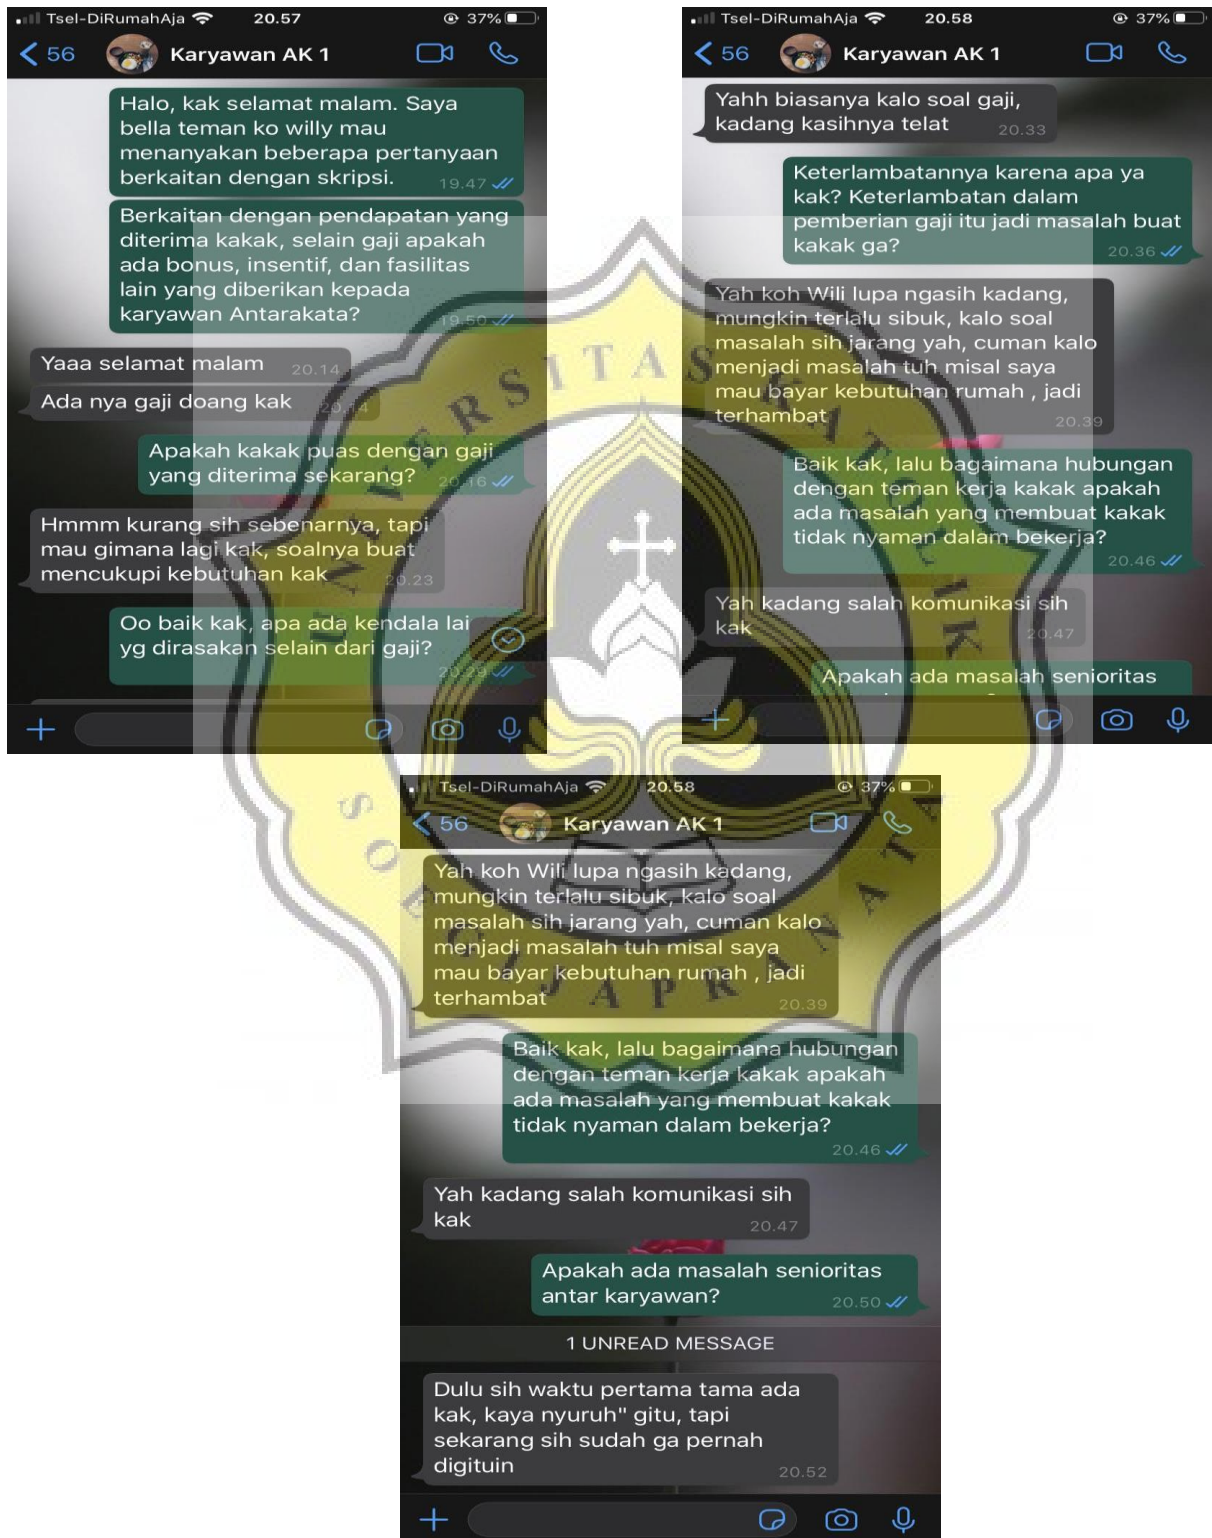 Tsel-DiRumahAja 20.57 37%
56 Karyawan AK 1
Halo, kak selamat malam. Saya
bella teman ko willy mau
menanyakan beberapa pertanyaan
berkaitan dengan skripsi. 19.47
Berkaitan dengan pendapatan yang
diterima kakak, selain gaji apakah
ada bonus, insentif, dan fasilitas
lain yang diberikan kepada
karyawan Antarakata? 19.50
Yaaa selamat malam 20.14
Ada nya gaji doang kak 20.14
Apakah kakak puas dengan gaji
yang diterima sekarang? 20.16
Hmmm kurang sih sebenarnya, tapi
mau gimana lagi kak, soalnya buat
mencukupi kebutuhan kak 20.23
Oo baik kak, apa ada kendala lai
yg dirasakan selain dari gaji?
20.29
Tsel-DiRumahAja 20.58 37%
56 Karyawan AK 1
Yahh biasanya kalo soal gaji,
kadang kasihnya telat 20.33
Keterlambatannya karena apa ya
kak? Keterlambatan dalam
pemberian gaji itu jadi masalah buat
kakak ga? 20.36
Yah koh Wili lupa ngasih kadang,
mungkin terlalu sibuk, kalo soal
masalah sih jarang yah, cuman kalo
menjadi masalah tuh misal saya
mau bayar kebutuhan rumah , jadi
terhambat 20.39
Baik kak, lalu bagaimana hubungan
dengan teman kerja kakak apakah
ada masalah yang membuat kakak
tidak nyaman dalam bekerja?
20.46
Yah kadang salah komunikasi sih
kak 20.47
Apakah ada masalah senioritas
Tsel-DiRumahAja 20.58 37%
56 Karyawan AK 1
Yah koh Wili lupa ngasih kadang,
mungkin terlalu sibuk, kalo soal
masalah sih jarang yah, cuman kalo
menjadi masalah tuh misal saya
mau bayar kebutuhan rumah , jadi
terhambat 20.39
Baik kak, lalu bagaimana hubungan
dengan teman kerja kakak apakah
ada masalah yang membuat kakak
tidak nyaman dalam bekerja?
20.46
Yah kadang salah komunikasi sih
kak 20.47
Apakah ada masalah senioritas
antar karyawan? 20.50
1 UNREAD MESSAGE
Dulu sih waktu pertama tama ada
kak, kaya nyuruh" gitu, tapi
sekarang sih sudah ga pernah
digituin 20.52
UNIVERSITAS KATOLIK
SOEGIJAPRANATA